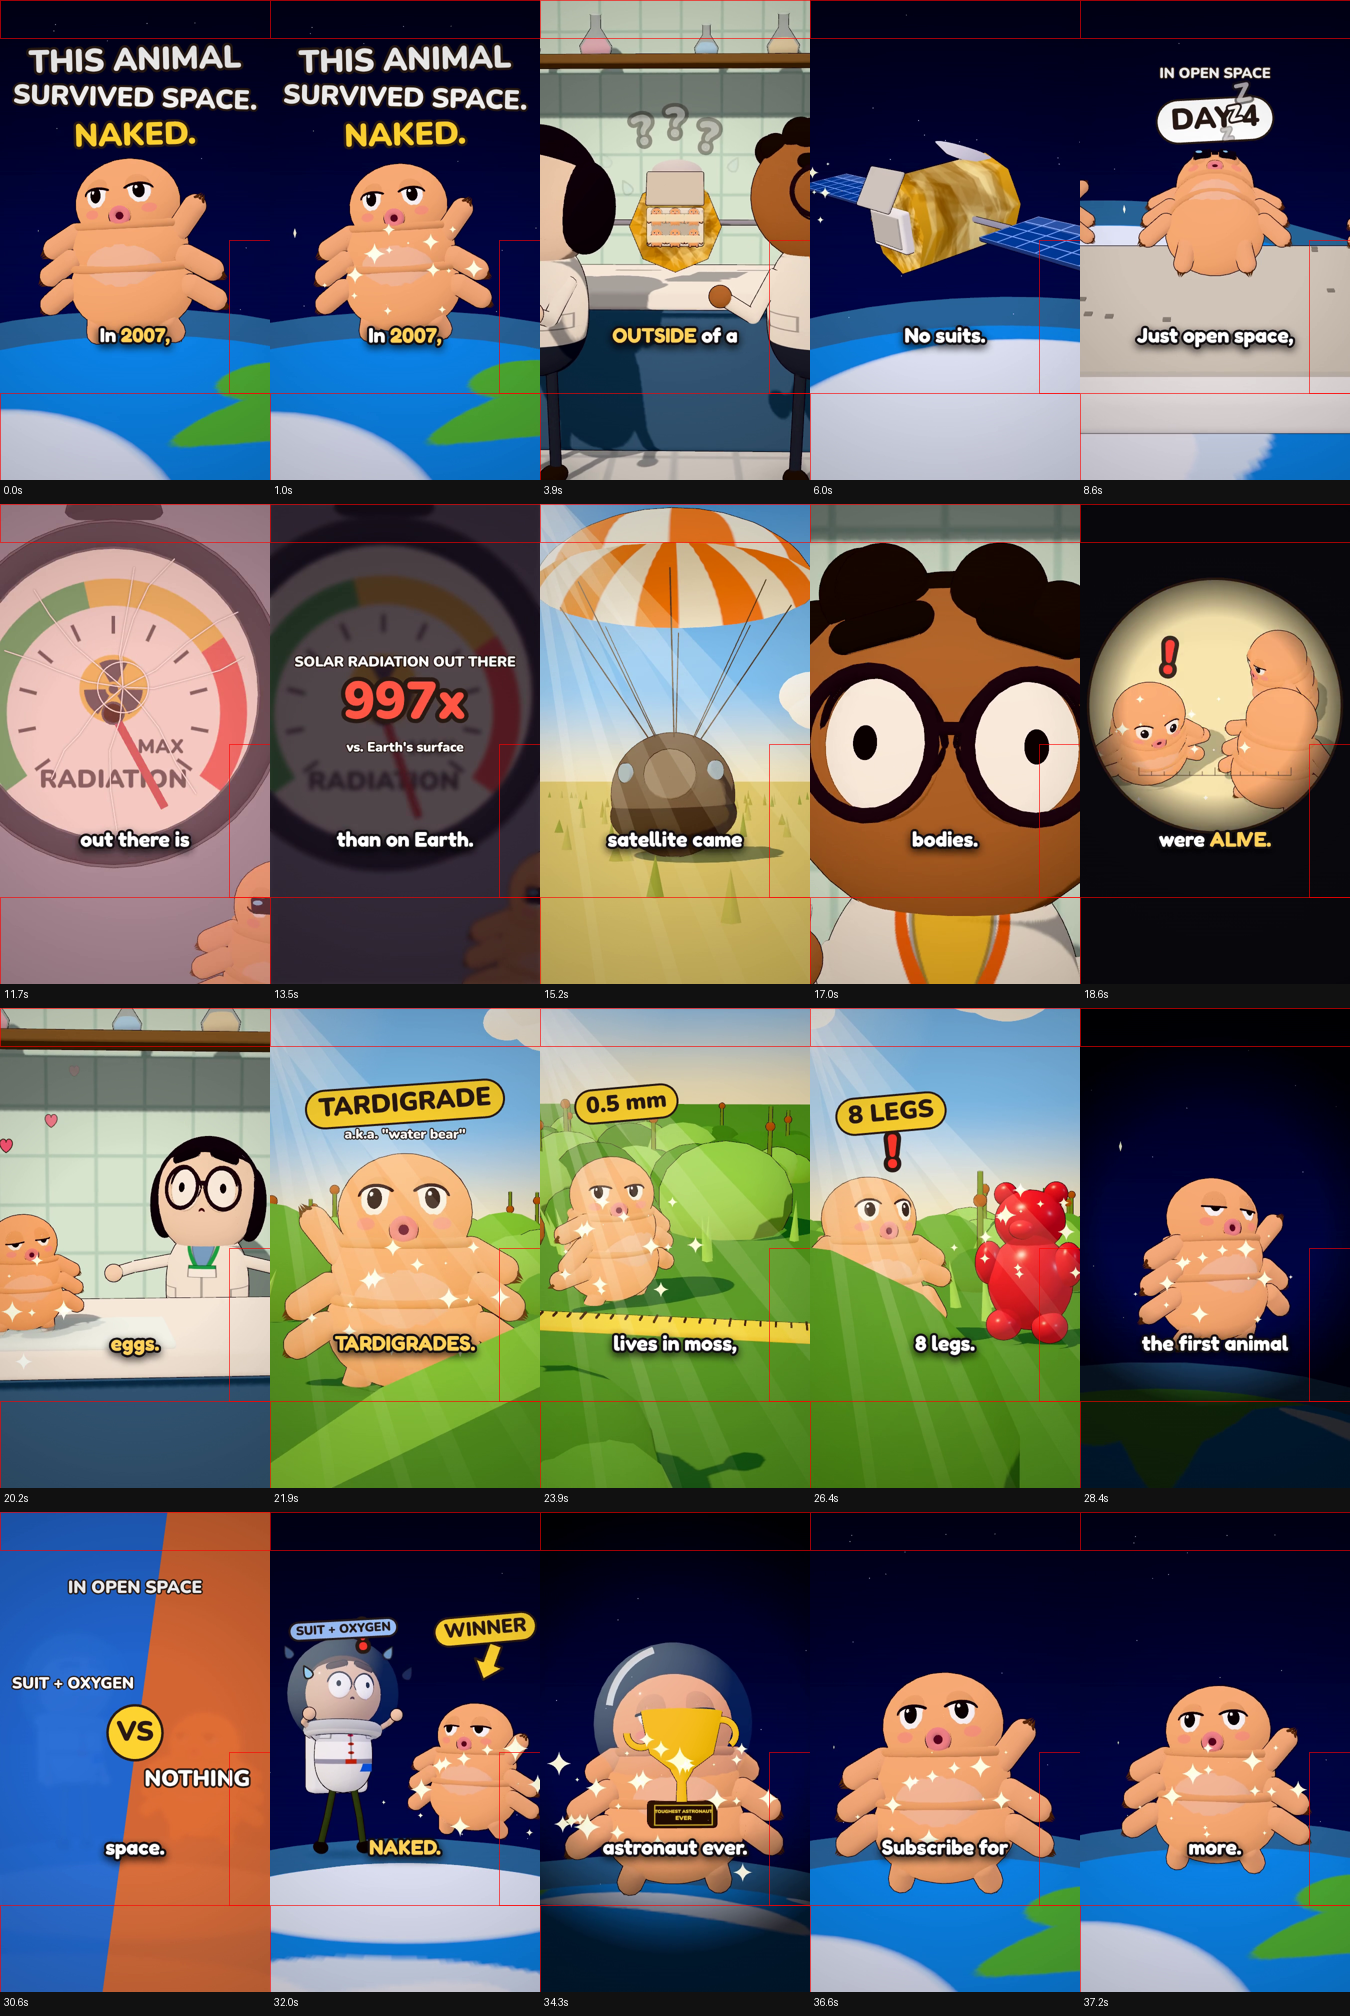 THIS ANIMAL
SURVIVED SPACE.
NAKED.
In 2007,
0.0s
THIS ANIMAL
SURVIVED SPACE.
NAKED.
In 2007,
1.0s
? ? ?
OUTSIDE of a
3.9s
No suits.
6.0s
IN OPEN SPACE
DAY 4
Z
Z
Z
Just open space,
8.6s
MAX
RADIATION
out there is
11.7s
SOLAR RADIATION OUT THERE
997x
vs. Earth's surface
RADIATION
than on Earth.
13.5s
satellite came
15.2s
bodies.
17.0s
!
were ALIVE.
18.6s
eggs.
20.2s
TARDIGRADE
a.k.a. "water bear"
TARDIGRADES.
21.9s
0.5 mm
lives in moss,
23.9s
8 LEGS
!
8 legs.
26.4s
the first animal
28.4s
IN OPEN SPACE
SUIT + OXYGEN
VS
NOTHING
space.
30.6s
SUIT + OXYGEN
WINNER
NAKED.
32.0s
TOUGHEST ASTRONAUT
EVER
astronaut ever.
34.3s
Subscribe for
36.6s
more.
37.2s